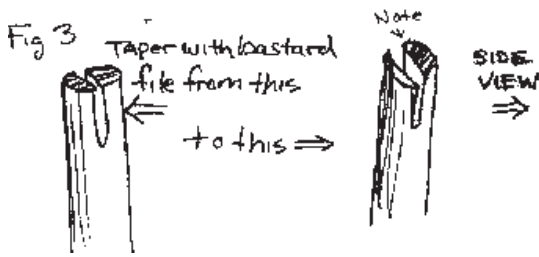 Fig 3
Taper with bastard
file from this
to this
Note
SIDE
VIEW